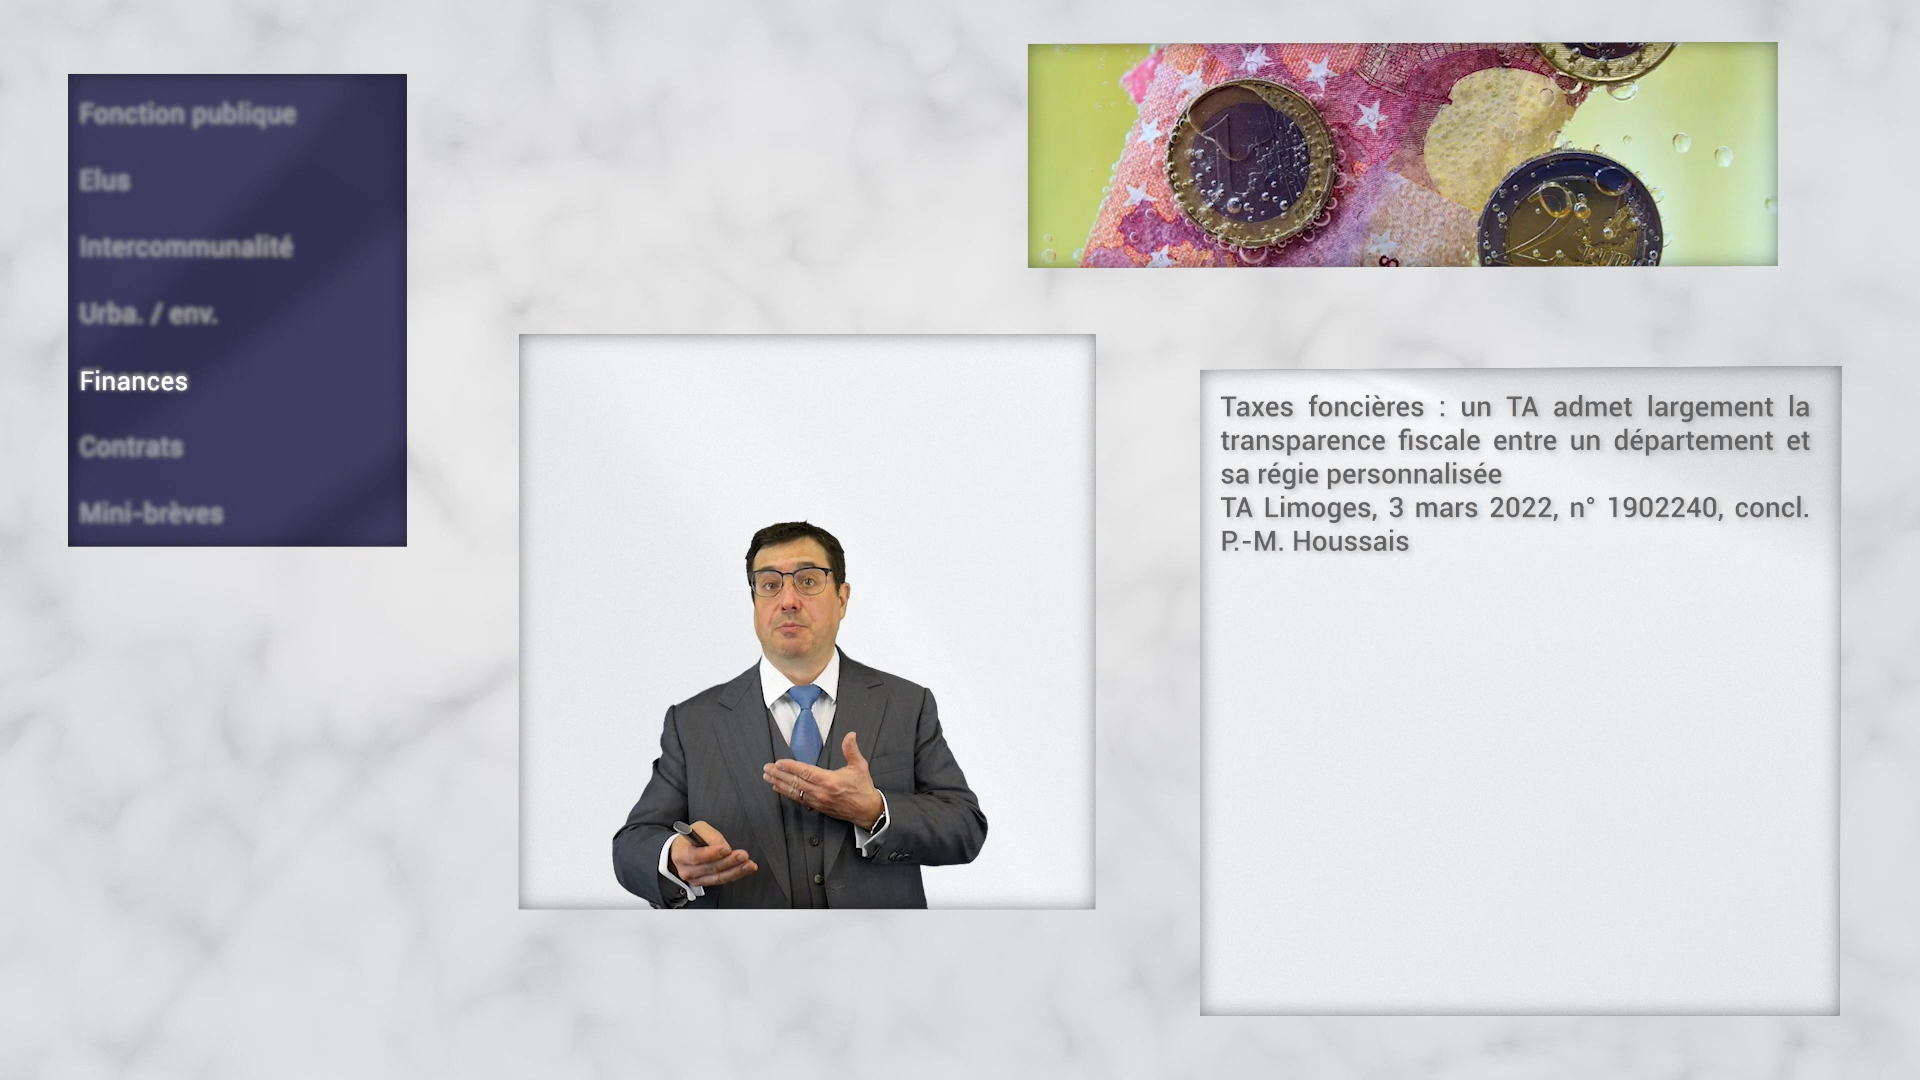 Fonction publique
Elus
Intercommunalité
Urba. / env.
Finances
Contrats
Mini-brèves
Taxes foncières : un TA admet largement la
transparence fiscale entre un département et
sa régie personnalisée
TA Limoges, 3 mars 2022, n° 1902240, concl.
P.-M. Houssais